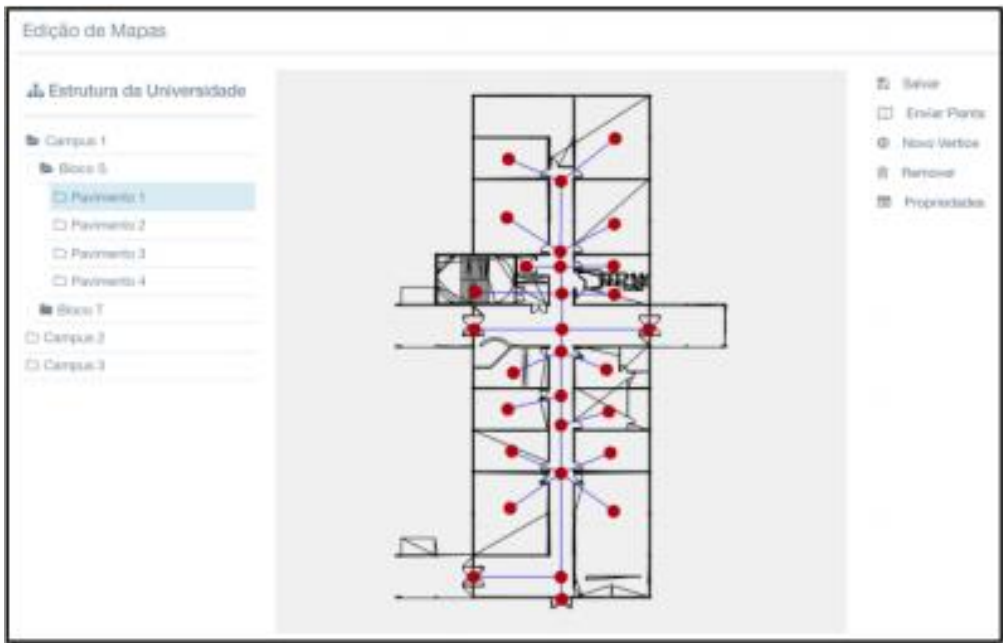 Edição de Mapas
Estrutura da Universidade
Campus 1
Bloco S
Pavimento 1
Pavimento 2
Pavimento 3
Pavimento 4
Bloco T
Campus 2
Campus 3
Salvar
Enviar Planta
Novo Vertice
Remover
Propriedades